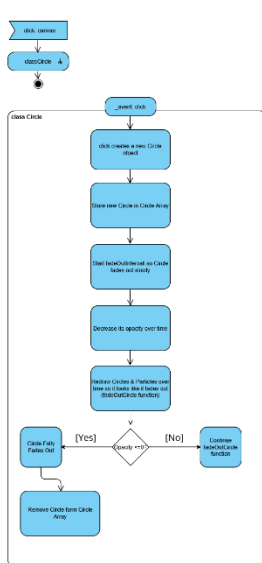 click canvas
classCircle
_event click
class Circle
click creates a new Circle
object
Store new Circle in Circle Array
Start fadeOutInterval so Circle
fades out slowly
Decrease its opacity over time
Redraw Circles & Particles over
time so it looks like it fades out
(fadeOutCircle function)
[Yes]
[No]
Circle Fully
Fades Out
Opacity <=0?
Continue
fadeOutCircle
function
Remove Circle form Circle
Array